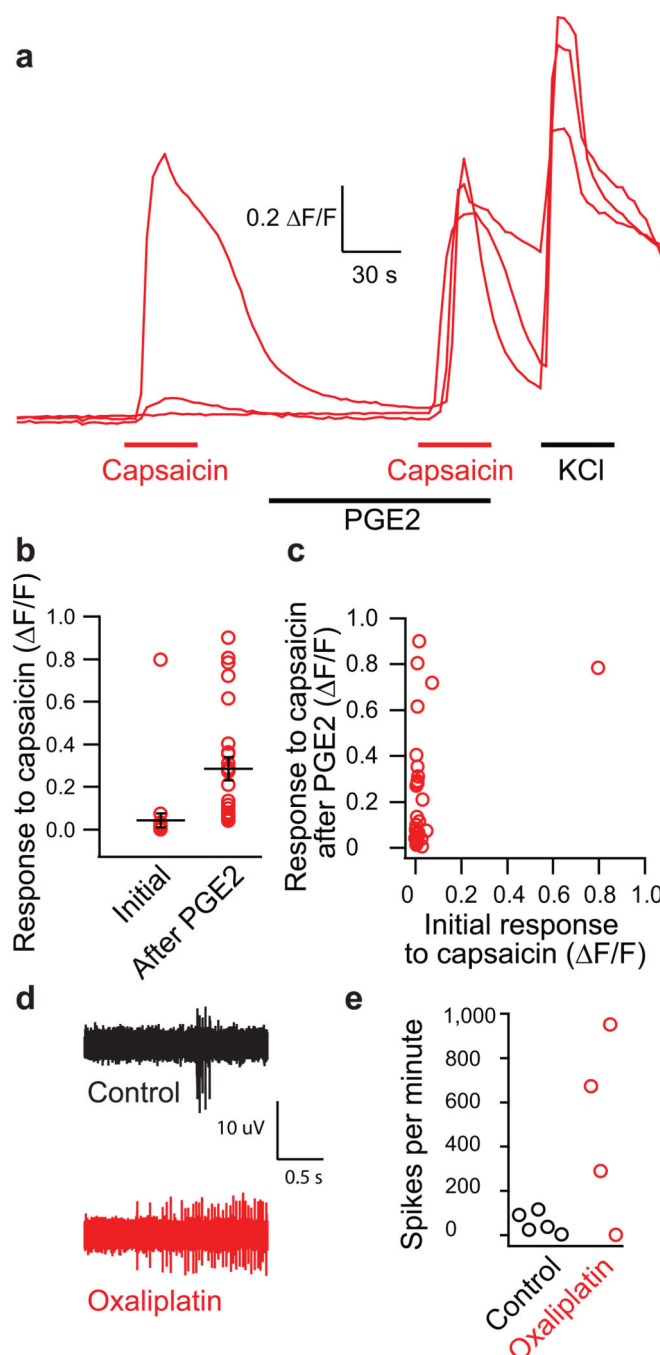 a
0.2 ΔF/F
30 s
Capsaicin
Capsaicin
KCl
PGE2
b
Response to capsaicin (ΔF/F)
1.0
0.8
0.6
0.4
0.2
0.0
Initial
After PGE2
c
Response to capsaicin
after PGE2 (ΔF/F)
1.0
0.8
0.6
0.4
0.2
0
0
0.2
0.4
0.6
0.8
1.0
Initial response
to capsaicin (ΔF/F)
d
Control
10 uV
0.5 s
Oxaliplatin
e
Spikes per minute
1,000
800
600
400
200
0
Control
Oxaliplatin